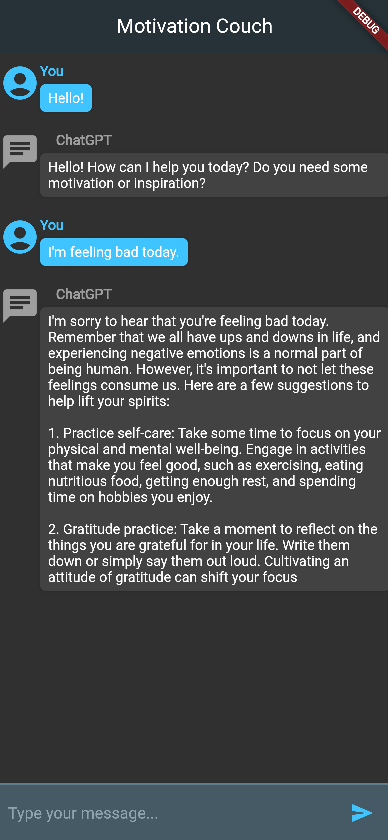 Motivation Couch
DEBUG
You
Hello!
ChatGPT
Hello! How can I help you today? Do you need some
motivation or inspiration?
You
I'm feeling bad today.
ChatGPT
I'm sorry to hear that you're feeling bad today.
Remember that we all have ups and downs in life, and
experiencing negative emotions is a normal part of
being human. However, it's important to not let these
feelings consume us. Here are a few suggestions to
help lift your spirits:
1. Practice self-care: Take some time to focus on your
physical and mental well-being. Engage in activities
that make you feel good, such as exercising, eating
nutritious food, getting enough rest, and spending
time on hobbies you enjoy.
2. Gratitude practice: Take a moment to reflect on the
things you are grateful for in your life. Write them
down or simply say them out loud. Cultivating an
attitude of gratitude can shift your focus
Type your message...